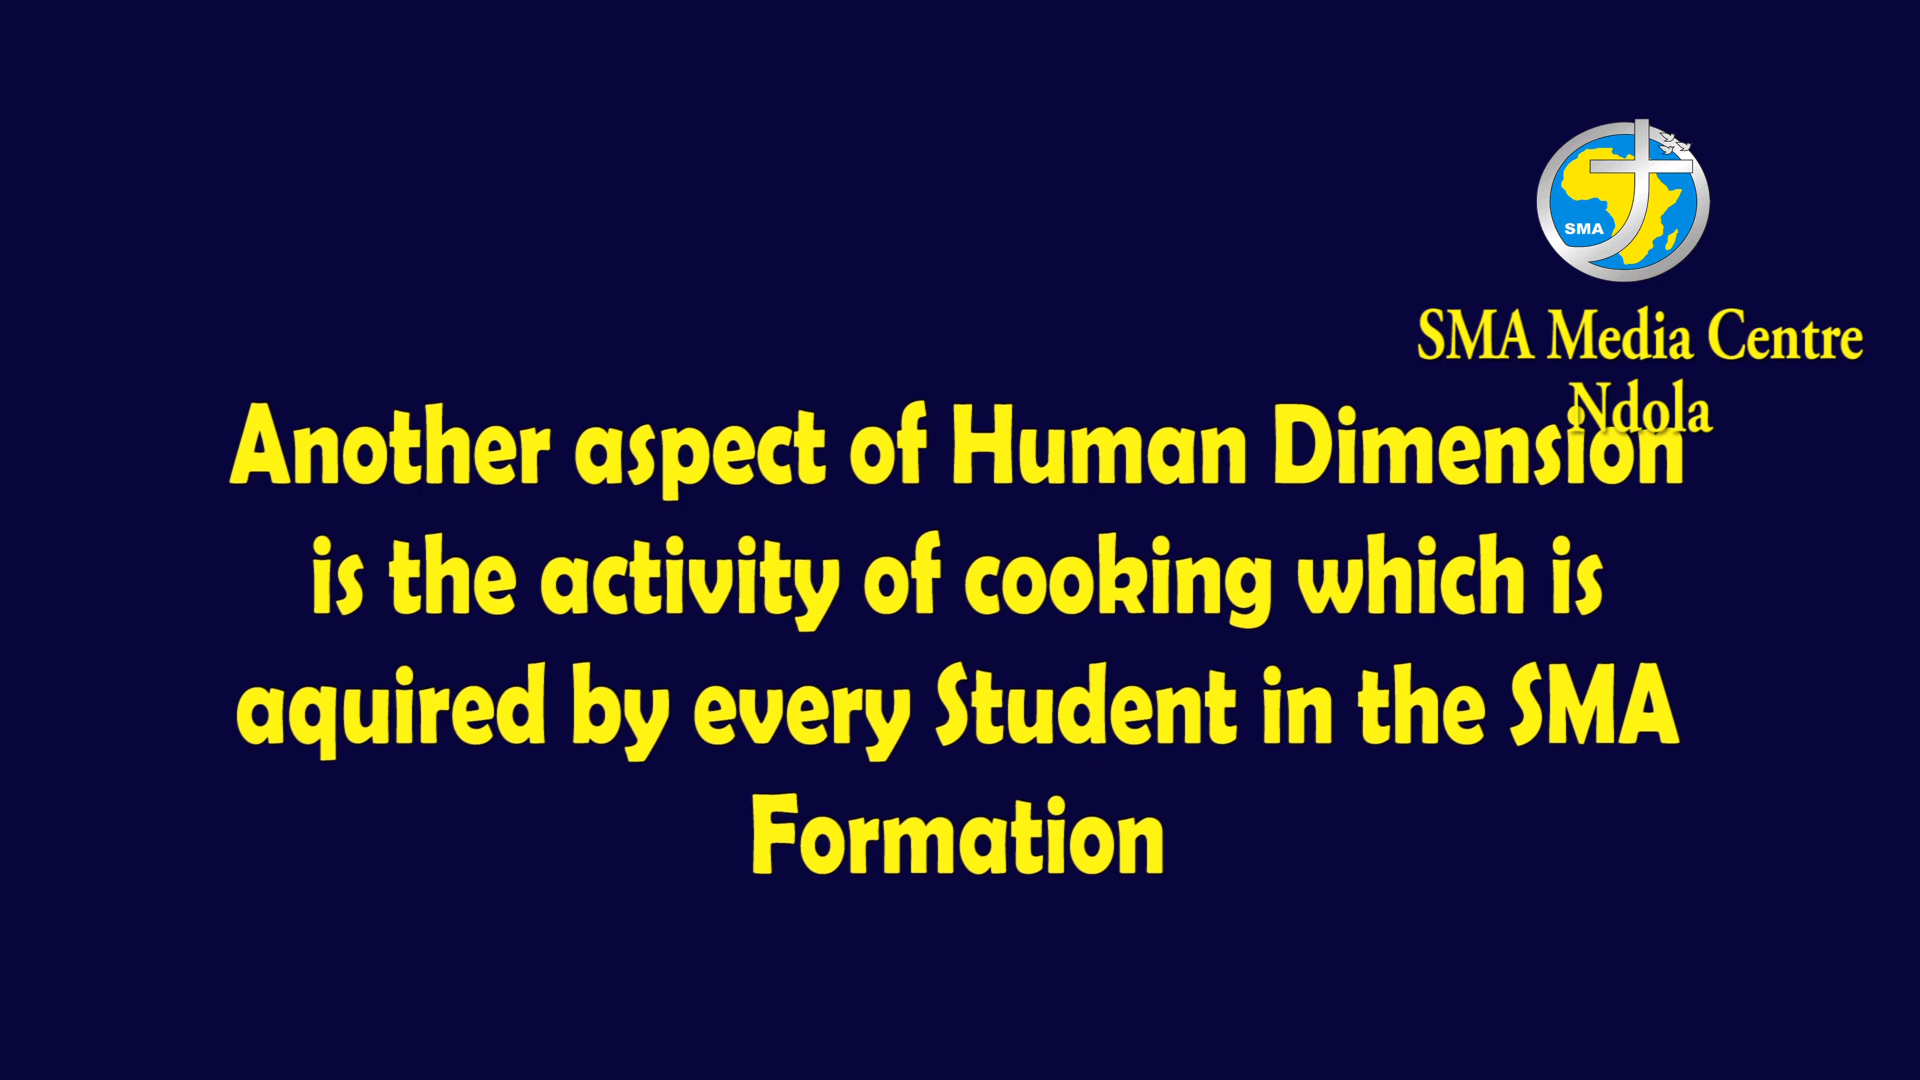 SMA
SMA Media Centre
Ndola
Another aspect of Human Dimension
is the activity of cooking which is
aquired by every Student in the SMA
Formation